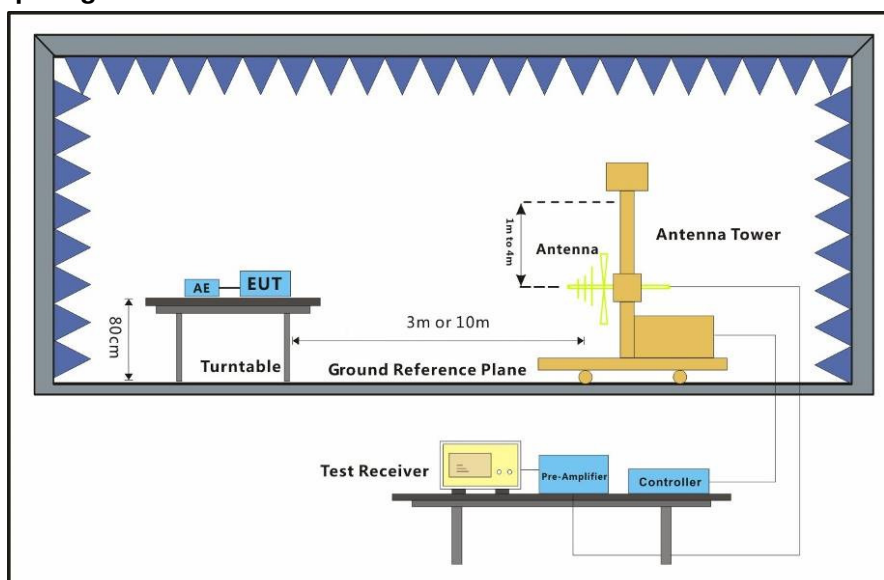 1m to 4m
Antenna
Antenna Tower
AE
EUT
80cm
3m or 10m
Turntable
Ground Reference Plane
Test Receiver
Pre-Amplifier
Controller